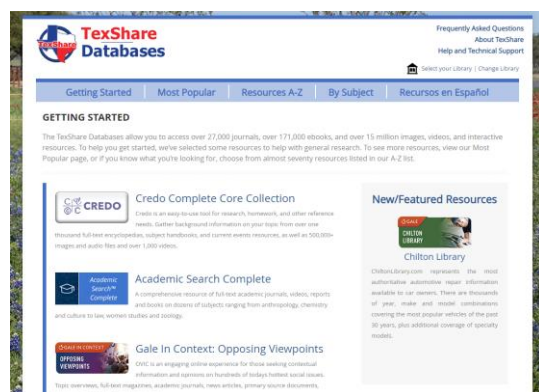 TexShare
Databases
Frequently Asked Questions
About TexShare
Help and Technical Support
Select your Library | Change Library
Getting Started
Most Popular
Resources A-Z
By Subject
Recursos en Español
GETTING STARTED
The TexShare Databases allow you to access over 27,000 journals, over 171,000 ebooks, and over 15 million images, videos, and interactive
resources. To help you get started, we've selected some resources to help with general research. To see more resources, view our Most
Popular page, or if you know what you're looking for, choose from almost seventy resources listed in our A-Z list.
CREDO
Credo Complete Core Collection
Credo is an easy-to-use tool for research, homework, and other reference
needs. Gather background information on your topic from over one
thousand full-text encyclopedias, subject handbooks, and current events resources, as well as 500,000+
images and audio files and over 1,000 videos.
Academic
Search™
Complete
Academic Search Complete
A comprehensive resource of full-text academic journals, videos, reports
and books on dozens of subjects ranging from anthropology, chemistry
and culture to law, women studies and zoology.
GALE IN CONTEXT
OPPOSING
VIEWPOINTS
Gale In Context: Opposing Viewpoints
OVIC is an engaging online experience for those seeking contextual
information and opinions on hundreds of todays hottest social issues.
Topic overviews, full-text magazines, academic journals, news articles, primary source documents,
New/Featured Resources
GALE
CHILTON
LIBRARY
Chilton Library
ChiltonLibrary.com represents the most
authoritative automotive repair information
available to car owners. There are thousands
of year, make and model combinations
covering the most popular vehicles of the past
30 years, plus additional coverage of specialty
models.